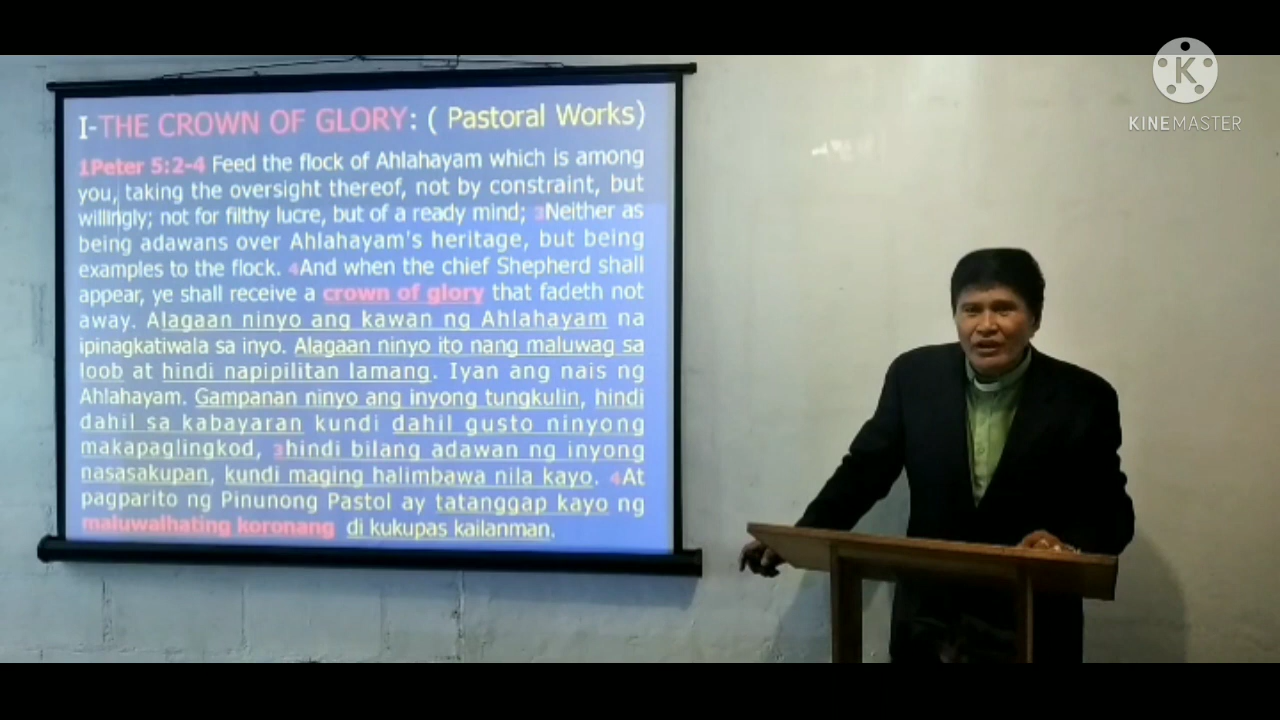 I-THE CROWN OF GLORY: ( Pastoral Works)
1Peter 5:2-4 Feed the flock of Ahlahayam which is among
you, taking the oversight thereof, not by constraint, but
willingly; not for filthy lucre, but of a ready mind; 3Neither as
being adawans over Ahlahayam's heritage, but being
examples to the flock. 4And when the chief Shepherd shall
appear, ye shall receive a crown of glory that fadeth not
away. Alagaan ninyo ang kawan ng Ahlahayam na
ipinagkatiwala sa inyo. Alagaan ninyo ito nang maluwag sa
loob at hindi napipilitan lamang. Iyan ang nais ng
Ahlahayam. Gampanan ninyo ang inyong tungkulin, hindi
dahil sa kabayaran kundi dahil gusto ninyong
makapaglingkod, 3hindi bilang adawan ng inyong
nasasakupan, kundi maging halimbawa nila kayo. 4At
pagparito ng Pinunong Pastol ay tatanggap kayo ng
maluwalhating koronang di kukupas kailanman.
K
KINEMASTER